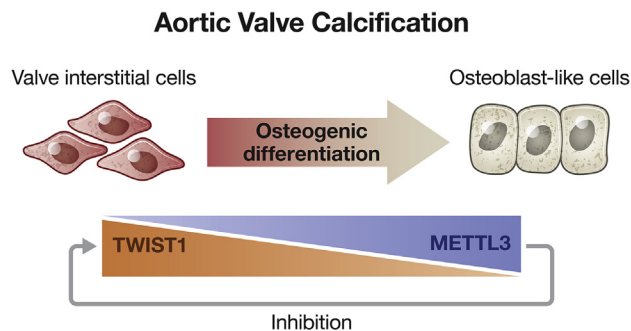 Aortic Valve Calcification
Valve interstitial cells
Osteoblast-like cells
Osteogenic
differentiation
TWIST1
METTL3
Inhibition